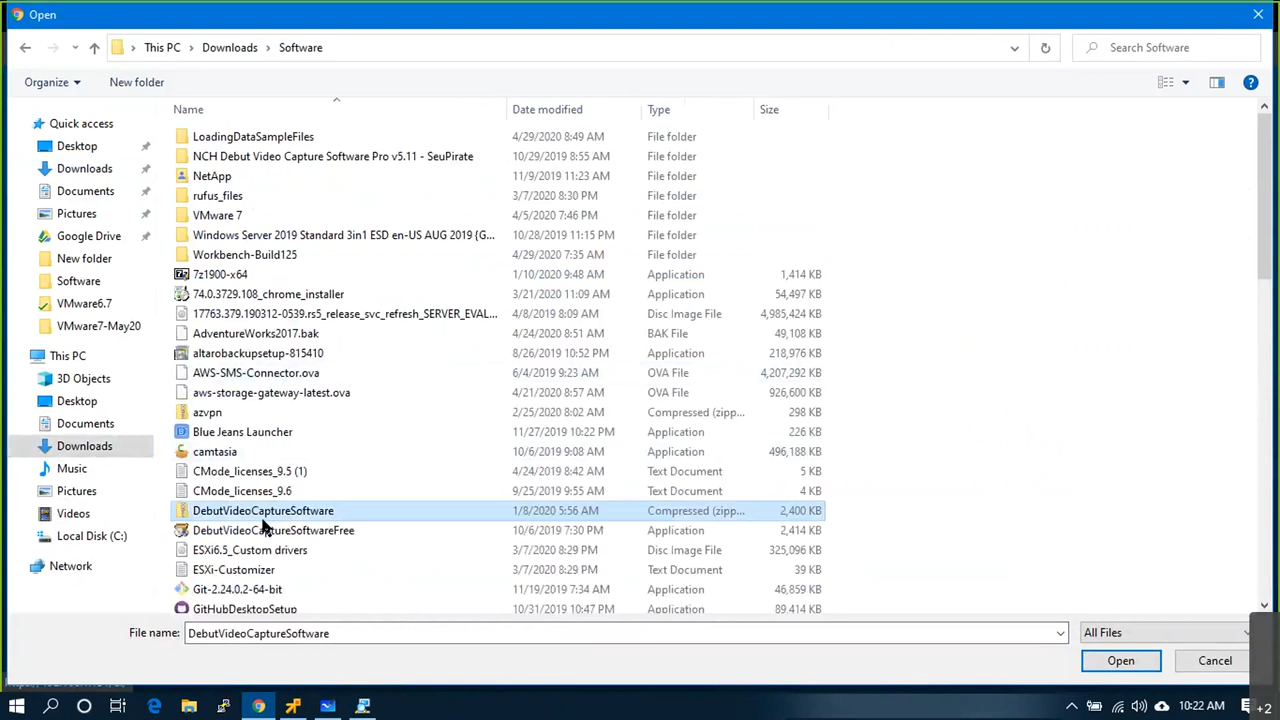 Open
This PC > Downloads > Software
Search Software
Organize
New folder
Name
Date modified
Type
Size
Quick access
Desktop
Downloads
Documents
Pictures
Google Drive
New folder
Software
VMware6.7
VMware7-May20
This PC
3D Objects
Desktop
Documents
Downloads
Music
Pictures
Videos
Local Disk (C:)
Network
LoadingDataSampleFiles 4/29/2020 8:49 AM File folder
NCH Debut Video Capture Software Pro v5.11 - SeuPirate 10/29/2019 8:55 AM File folder
NetApp 11/9/2019 11:23 AM File folder
rufus_files 3/7/2020 8:30 PM File folder
VMware 7 4/5/2020 7:46 PM File folder
Windows Server 2019 Standard 3in1 ESD en-US AUG 2019 {G... 10/28/2019 11:15 PM File folder
Workbench-Build125 4/29/2020 7:35 AM File folder
7z1900-x64 1/10/2020 9:48 AM Application 1,414 KB
74.0.3729.108_chrome_installer 3/21/2020 11:09 AM Application 54,497 KB
17763.379.190312-0539.rs5_release_svc_refresh_SERVER_EVAL... 4/8/2019 8:09 AM Disc Image File 4,985,424 KB
AdventureWorks2017.bak 4/24/2020 8:51 AM BAK File 49,108 KB
altarobackupsetup-815410 8/26/2019 10:52 PM Application 218,976 KB
AWS-SMS-Connector.ova 6/4/2019 9:23 AM OVA File 4,207,292 KB
aws-storage-gateway-latest.ova 4/21/2020 8:57 AM OVA File 926,600 KB
azvpn 2/25/2020 8:02 AM Compressed (zipp... 298 KB
Blue Jeans Launcher 11/27/2019 10:22 PM Application 226 KB
camtasia 10/6/2019 9:08 AM Application 496,188 KB
CMode_licenses_9.5 (1) 4/24/2019 8:42 AM Text Document 5 KB
CMode_licenses_9.6 9/25/2019 9:55 AM Text Document 4 KB
DebutVideoCaptureSoftware 1/8/2020 5:56 AM Compressed (zipp... 2,400 KB
DebutVideoCaptureSoftwareFree 10/6/2019 7:30 PM Application 2,414 KB
ESXi6.5_Custom drivers 3/7/2020 8:29 PM Disc Image File 325,096 KB
ESXi-Customizer 3/7/2020 8:29 PM Text Document 39 KB
Git-2.24.0.2-64-bit 11/19/2019 7:34 AM Application 46,859 KB
GitHubDesktopSetup 10/31/2019 10:47 PM Application 89,414 KB
File name: DebutVideoCaptureSoftware
All Files
Open
Cancel
10:22 AM
+2